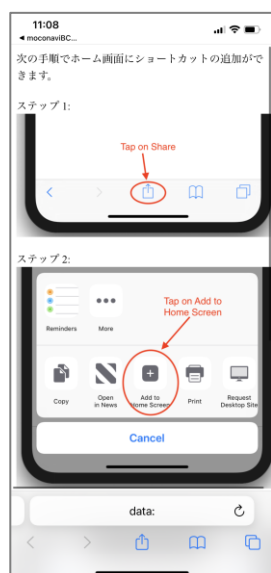 11:08
◀ moconaviBC...
次の手順でホーム画面にショートカットの追加がで
きます。
ステップ 1:
Tap on Share
ステップ 2:
Reminders
More
Tap on Add to
Home Screen
Copy
Open
in News
Add to
Home Screen
Print
Request
Desktop Site
Cancel
data: